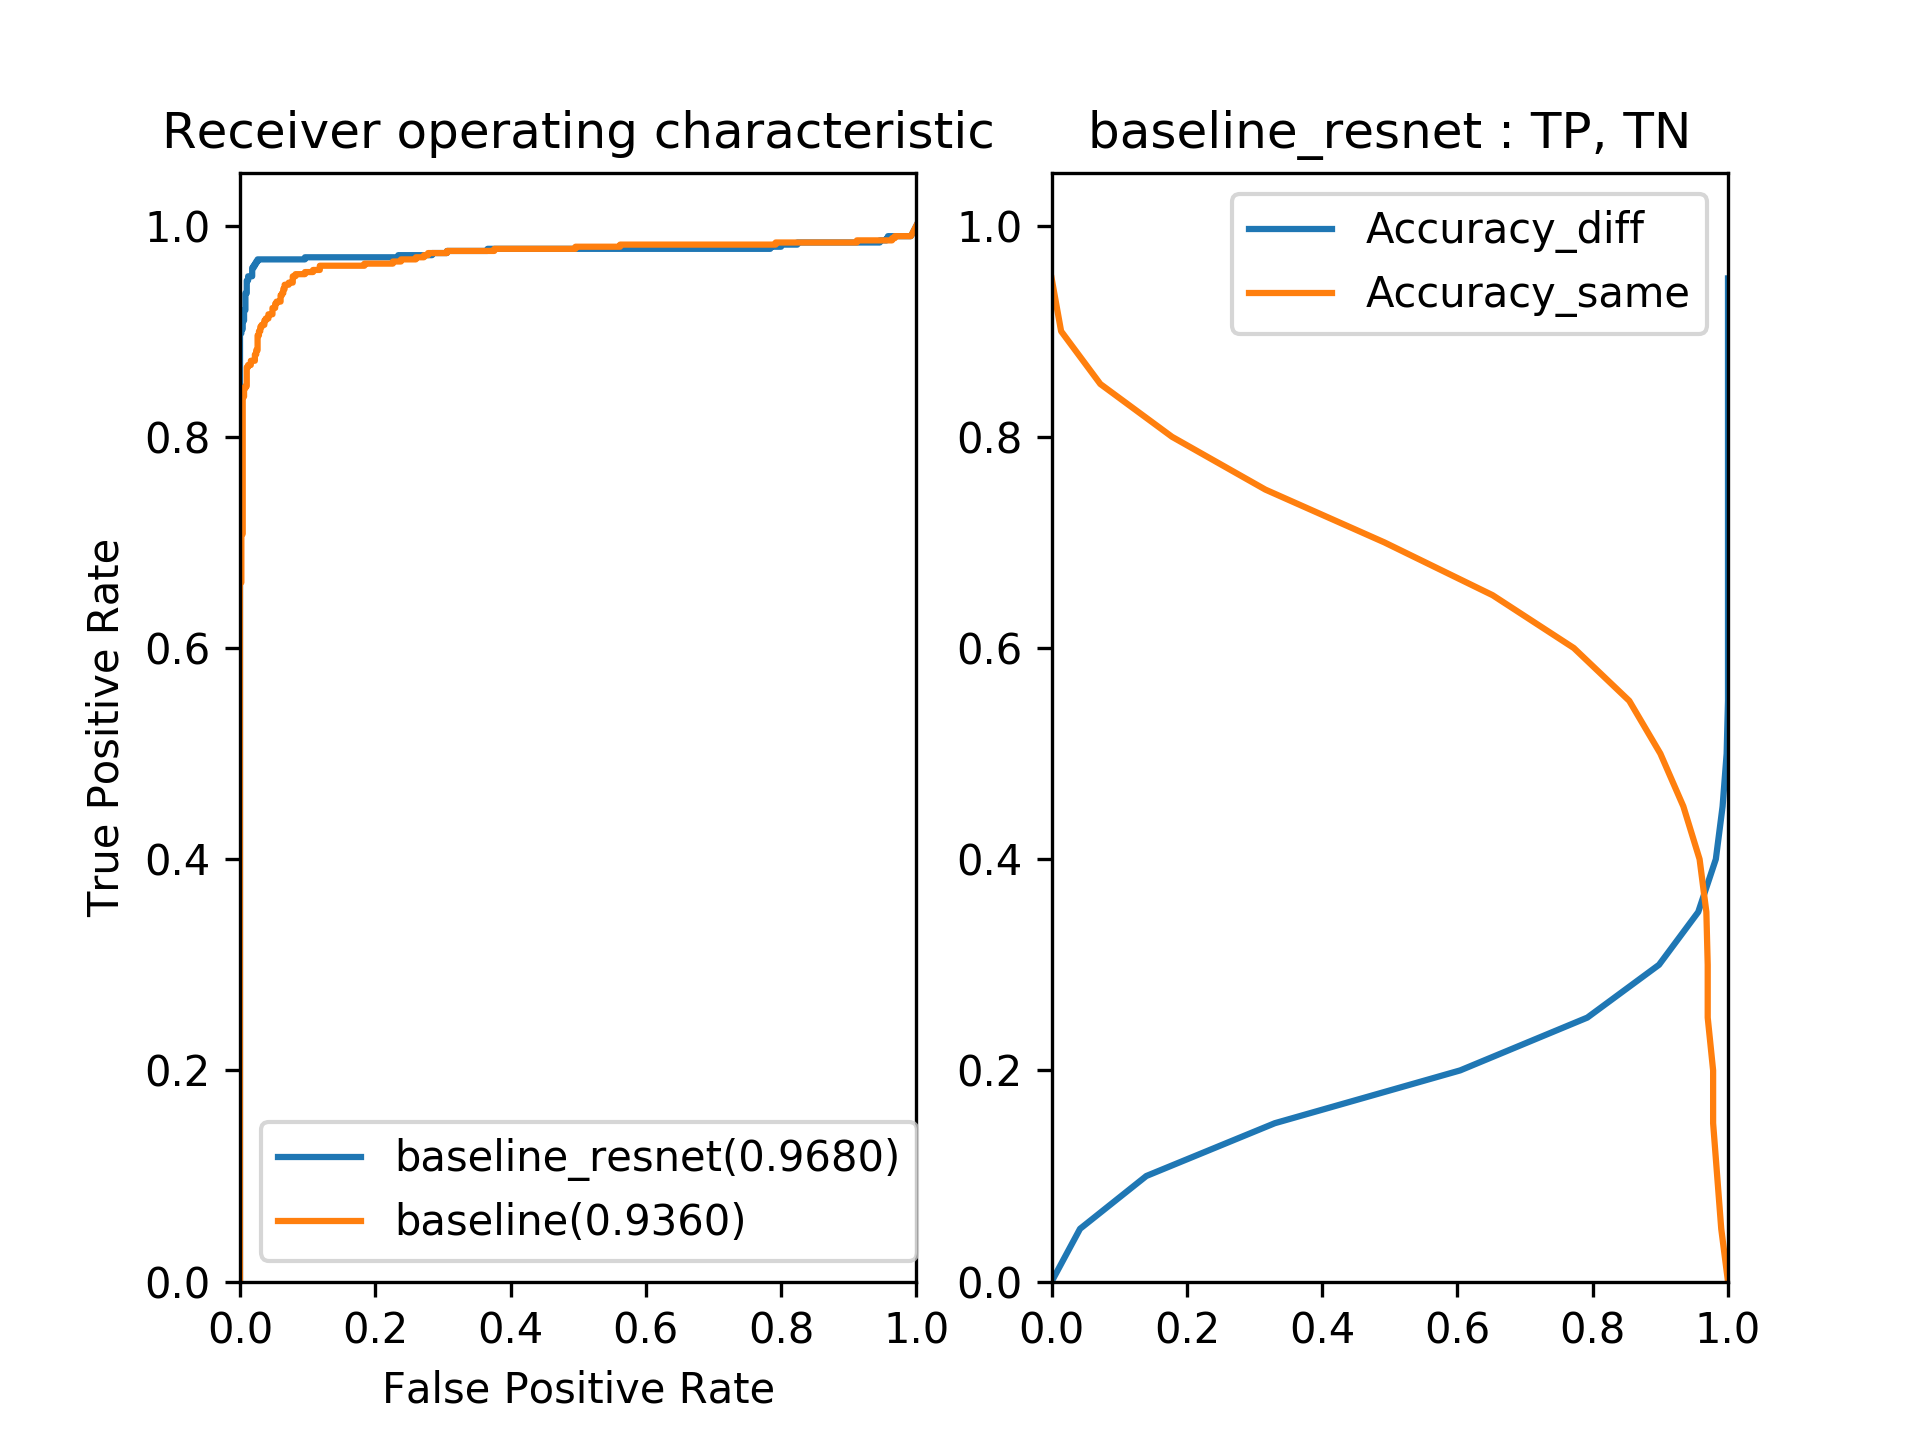 Receiver operating characteristic
1.0
0.8
0.6
0.4
0.2
0.0
True Positive Rate
baseline_resnet(0.9680)
baseline(0.9360)
0.0 0.2 0.4 0.6 0.8 1.0
False Positive Rate
baseline_resnet : TP, TN
Accuracy_diff
Accuracy_same
1.0
0.8
0.6
0.4
0.2
0.0
0.0 0.2 0.4 0.6 0.8 1.0